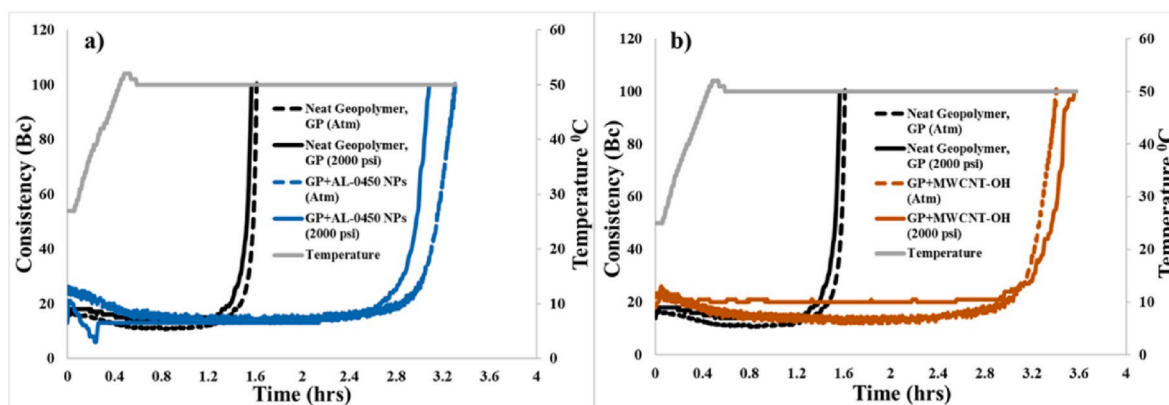 a)
120
100
80
60
40
20
0
Consistency (Bc)
60
50
40
30
20
10
0
Temperature ⁰C
0 0.4 0.8 1.2 1.6 2 2.4 2.8 3.2 3.6 4
Time (hrs)
Neat Geopolymer,
GP (Atm)
Neat Geopolymer,
GP (2000 psi)
GP+AL-0450 NPs
(Atm)
GP+AL-0450 NPs
(2000 psi)
Temperature
b)
120
100
80
60
40
20
0
Consistency (Bc)
60
50
40
30
20
10
0
Temperature ⁰C
0 0.4 0.8 1.2 1.6 2 2.4 2.8 3.2 3.6 4
Time (hrs)
Neat Geopolymer,
GP (Atm)
Neat Geopolymer,
GP (2000 psi)
GP+MWCNT-OH
(Atm)
GP+MWCNT-OH
(2000 psi)
Temperature